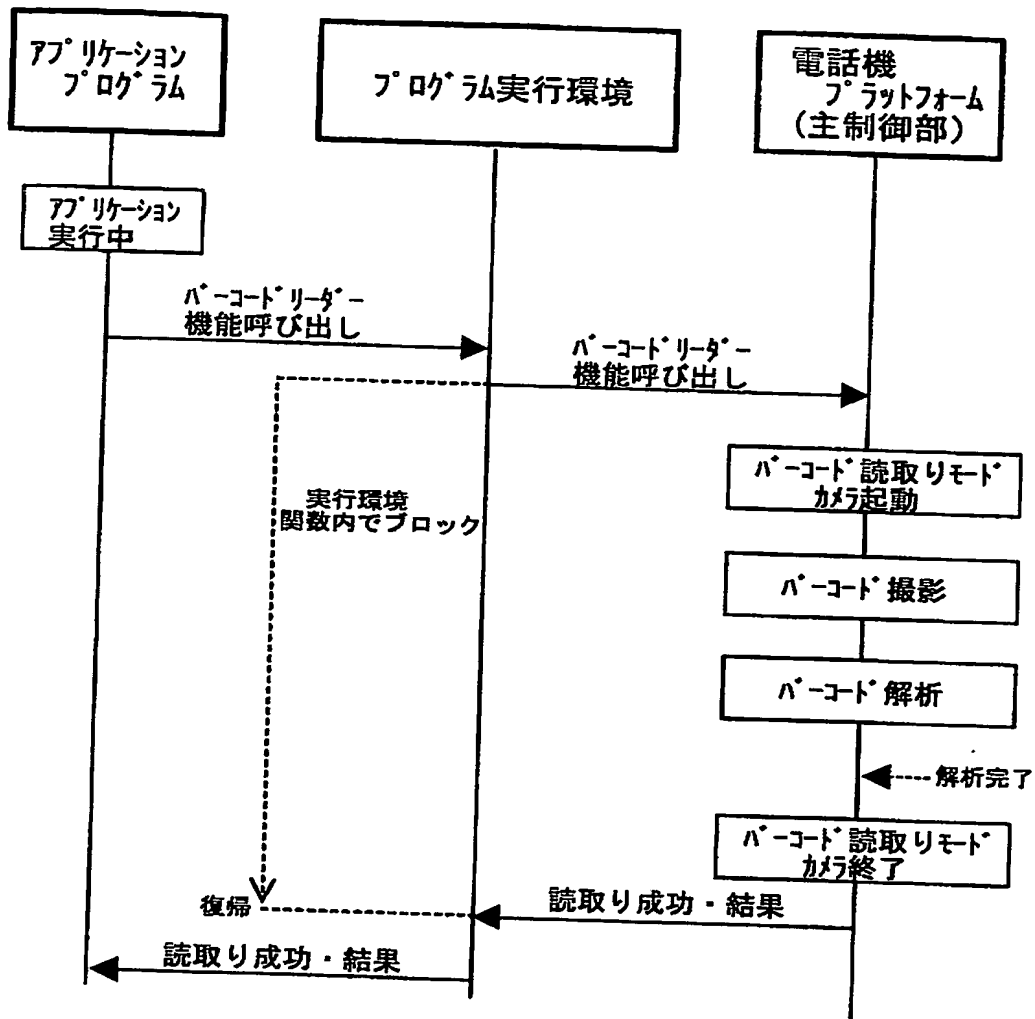 アプリケーション
プログラム
プログラム実行環境
電話機
プラットフォーム
(主制御部)
アプリケーション
実行中
バーコードリーダー
機能呼び出し
バーコードリーダー
機能呼び出し
バーコード読取りモード
カメラ起動
実行環境
関数内でブロック
バーコード撮影
バーコード解析
解析完了
バーコード読取りモード
カメラ終了
復帰
読取り成功・結果
読取り成功・結果